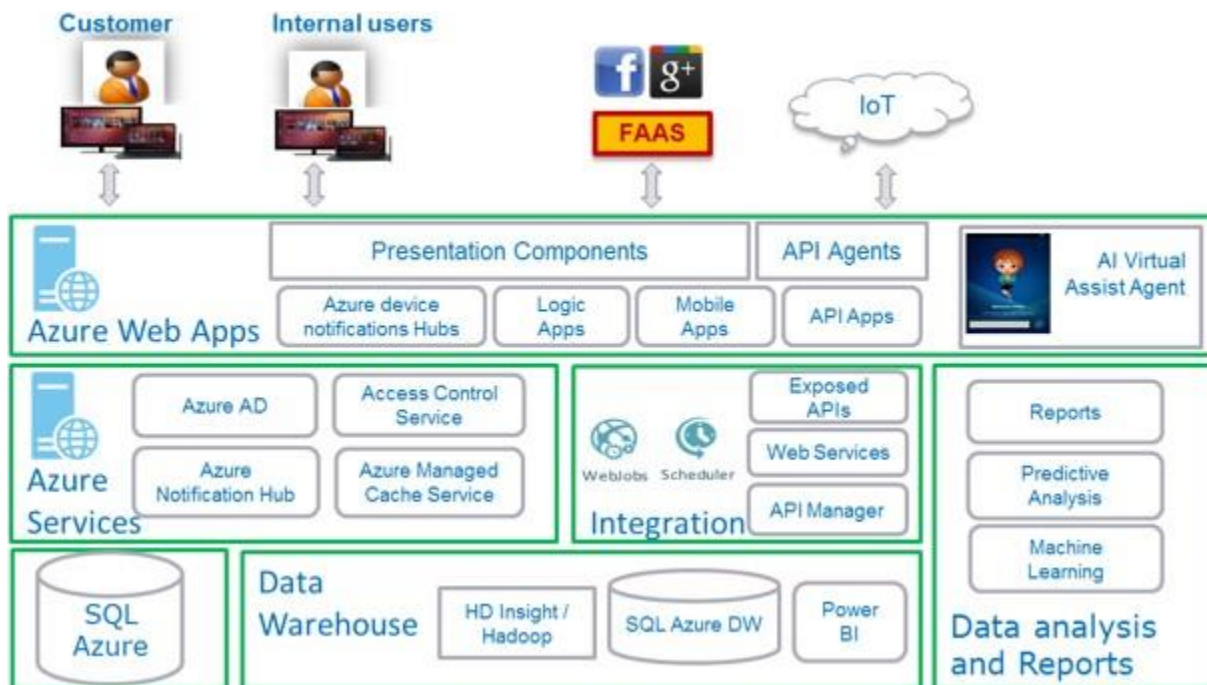 Customer
Internal users
f
g+
FAAS
IoT
Presentation Components
API Agents
AI Virtual
Assist Agent
Azure device
notifications Hubs
Logic
Apps
Mobile
Apps
API Apps
Azure Web Apps
Azure AD
Access Control
Service
Azure
Notification Hub
Azure Managed
Cache Service
Azure
Services
WebJobs
Scheduler
Integration
Exposed
APIs
Web Services
API Manager
Reports
Predictive
Analysis
Machine
Learning
Data analysis
and Reports
SQL
Azure
Data
Warehouse
HD Insight /
Hadoop
SQL Azure DW
Power
BI